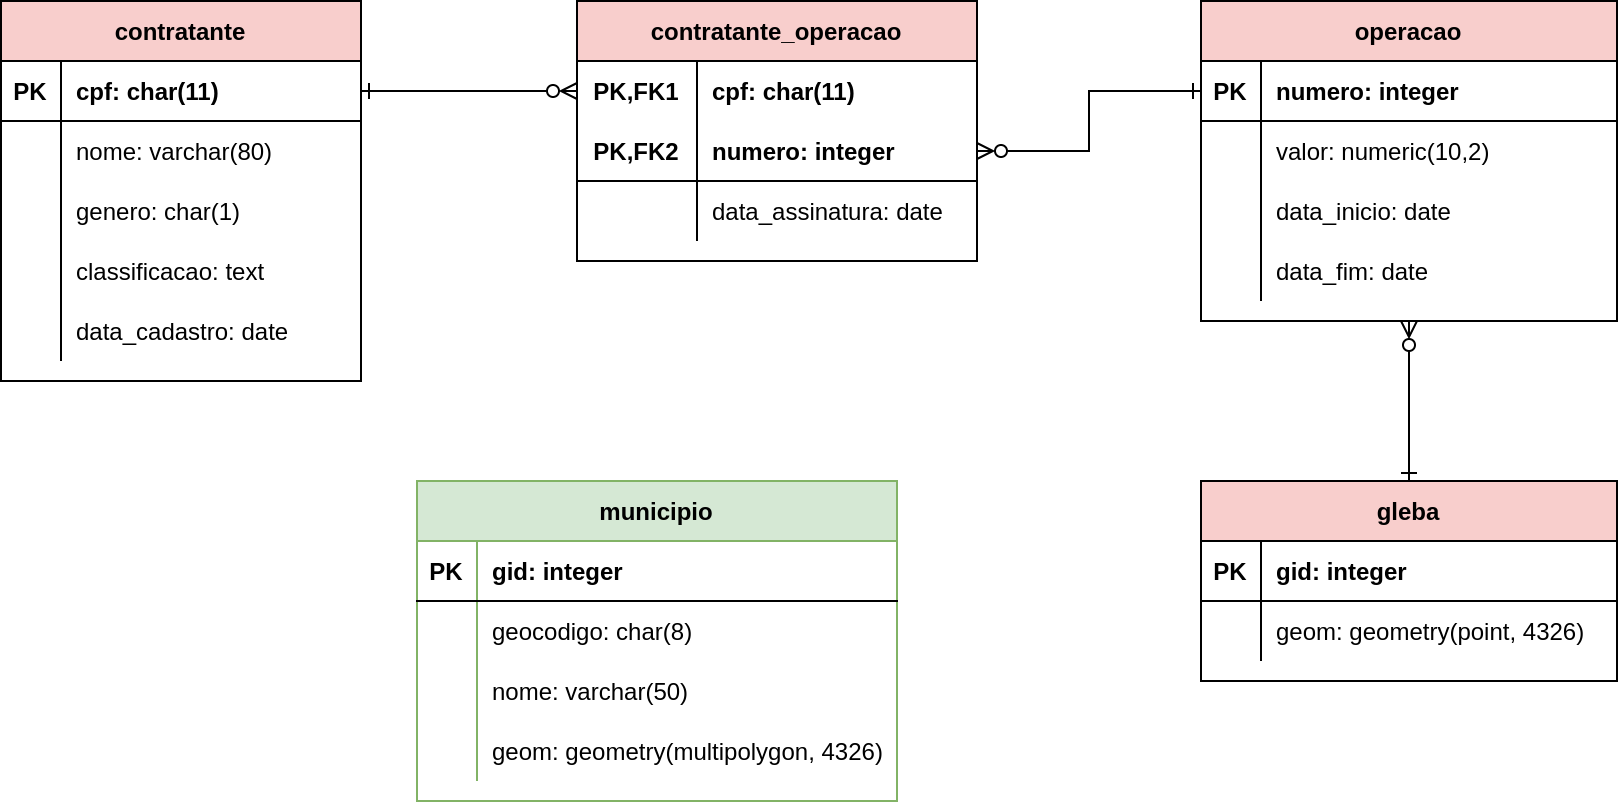 contratante
PK cpf: char(11)
nome: varchar(80)
genero: char(1)
classificacao: text
data_cadastro: date
contratante_operacao
PK,FK1 cpf: char(11)
PK,FK2 numero: integer
data_assinatura: date
operacao
PK numero: integer
valor: numeric(10,2)
data_inicio: date
data_fim: date
municipio
PK gid: integer
geocodigo: char(8)
nome: varchar(50)
geom: geometry(multipolygon, 4326)
gleba
PK gid: integer
geom: geometry(point, 4326)